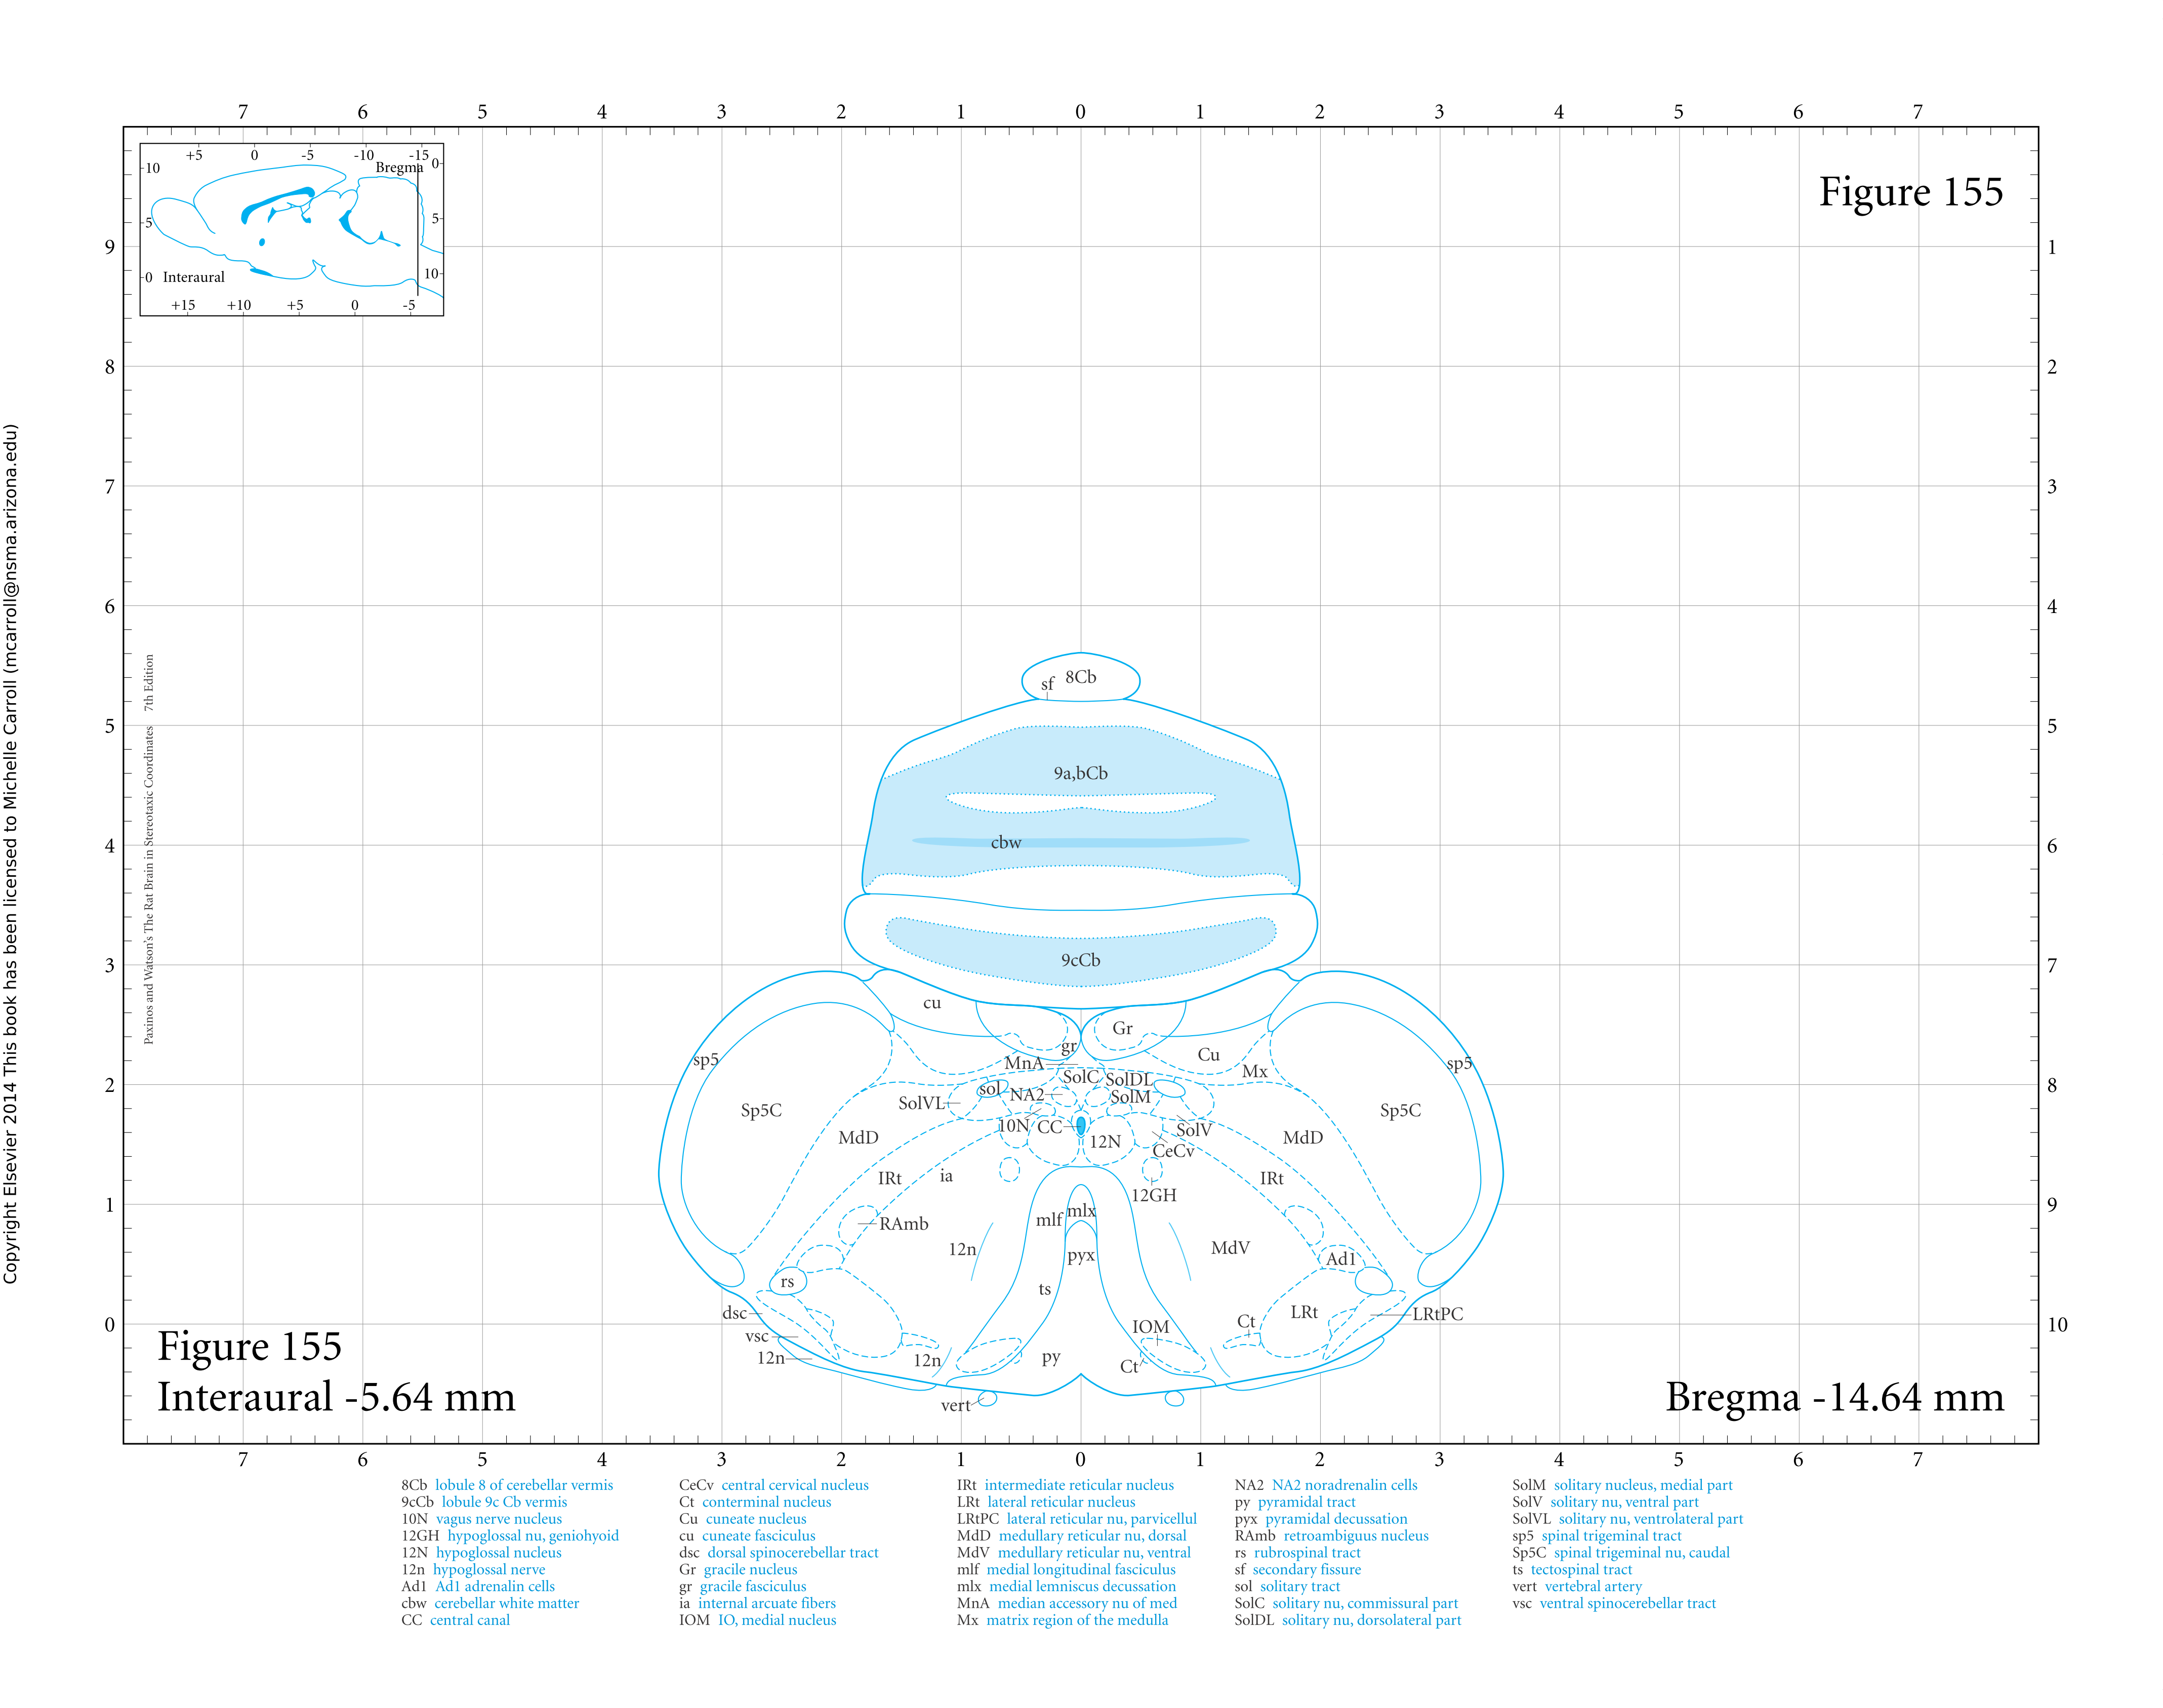 7 6 5 4 3 2 1 0 1 2 3 4 5 6 7
+5 0 -5 -10 -15
Bregma 0
10
5 5
10
0 Interaural
+15 +10 +5 0 -5
Figure 155
9 1
8 2
7 3
6 4
5 5
4 6
3 7
2 8
1 9
0 10
Copyright Elsevier 2014 This book has been licensed to Michelle Carroll (mcarroll@nsma.arizona.edu)
Paxinos and Watson's The Rat Brain in Stereotaxic Coordinates 7th Edition
8Cb
sf
9a,bCb
cbw
9cCb
cu
Gr
gr
MnA
Cu
sp5
sp5
Mx
SolC
SolDL
sol
NA2
SolM
SolVL
Sp5C
Sp5C
10N
CC
SolV
MdD
12N
MdD
CeCv
IRt
ia
IRt
12GH
mlx
mlf
RAmb
12n
MdV
pyx
Ad1
rs
ts
dsc
LRt
LRtPC
Ct
IOM
vsc
12n
12n
py
Ct
vert
Figure 155
Interaural -5.64 mm
Bregma -14.64 mm
7 6 5 4 3 2 1 0 1 2 3 4 5 6 7
8Cb lobule 8 of cerebellar vermis
9cCb lobule 9c Cb vermis
10N vagus nerve nucleus
12GH hypoglossal nu, geniohyoid
12N hypoglossal nucleus
12n hypoglossal nerve
Ad1 Ad1 adrenalin cells
cbw cerebellar white matter
CC central canal
CeCv central cervical nucleus
Ct conterminal nucleus
Cu cuneate nucleus
cu cuneate fasciculus
dsc dorsal spinocerebellar tract
Gr gracile nucleus
gr gracile fasciculus
ia internal arcuate fibers
IOM IO, medial nucleus
IRt intermediate reticular nucleus
LRt lateral reticular nucleus
LRtPC lateral reticular nu, parvicellul
MdD medullary reticular nu, dorsal
MdV medullary reticular nu, ventral
mlf medial longitudinal fasciculus
mlx medial lemniscus decussation
MnA median accessory nu of med
Mx matrix region of the medulla
NA2 NA2 noradrenalin cells
py pyramidal tract
pyx pyramidal decussation
RAmb retroambiguus nucleus
rs rubrospinal tract
sf secondary fissure
sol solitary tract
SolC solitary nu, commissural part
SolDL solitary nu, dorsolateral part
SolM solitary nucleus, medial part
SolV solitary nu, ventral part
SolVL solitary nu, ventrolateral part
sp5 spinal trigeminal tract
Sp5C spinal trigeminal nu, caudal
ts tectospinal tract
vert vertebral artery
vsc ventral spinocerebellar tract